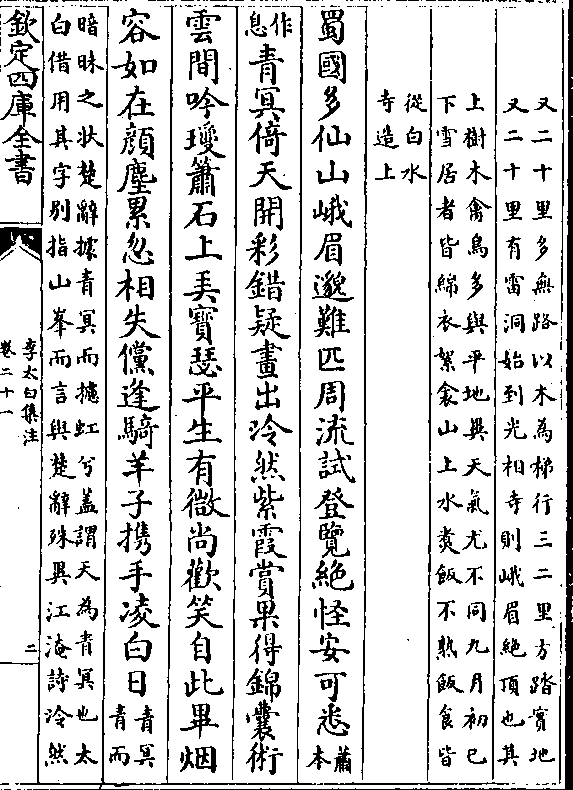 又二十里多無路以木為梯行三二里方踏實地
又二十里有雷洞始到光相寺則峨眉絶頂也其
上樹木禽鳥多與平地異天氣尤不同九月初已
下雪居者皆綿衣絮衾山上水煮飯不熟飯食皆
從白水
寺造上
蜀國多仙山峨眉邈難匹周流試登覽絶怪安可悉蕭本
作息青冥倚天開彩錯疑畫出泠然紫霞賞果得錦囊術
雲間吟瓊簫石上弄寶瑟平生有微尚歡笑自此畢烟
容如在顔塵累忽相失儻逢騎羊子携手凌白日青冥青而
暗昧之狀楚辭據青冥而攄虹兮蓋謂天為青冥也太
白借用其字别指山峯而言與楚辭殊異江淹詩泠然
欽定四庫全書
李太白集注
卷二十一
二